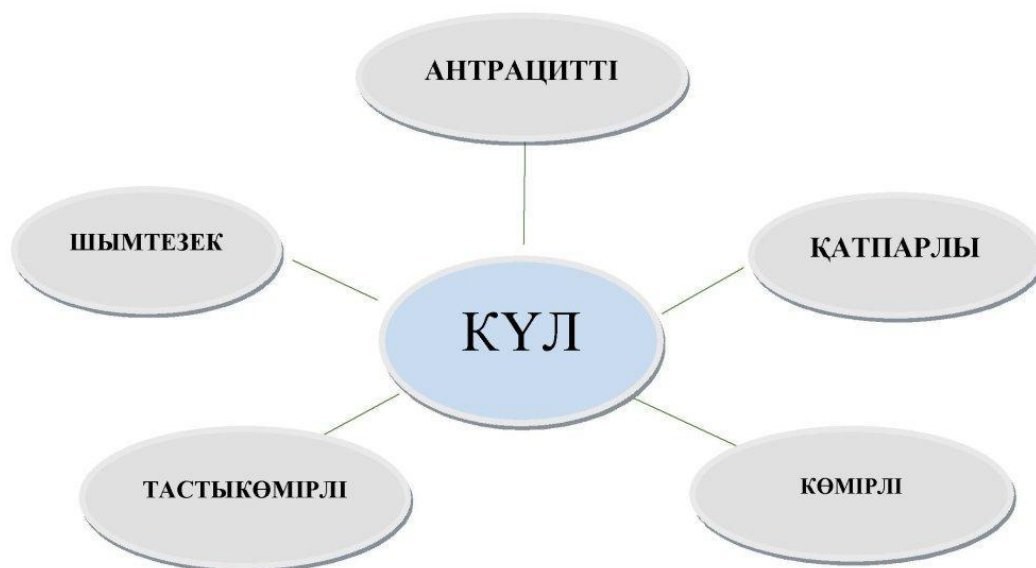 АНТРАЦИТТІ
ШЫМТЕЗЕК
ҚАТПАРЛЫ
КҮЛ
ТАСТЫКӨМІРЛІ
КӨМІРЛІ